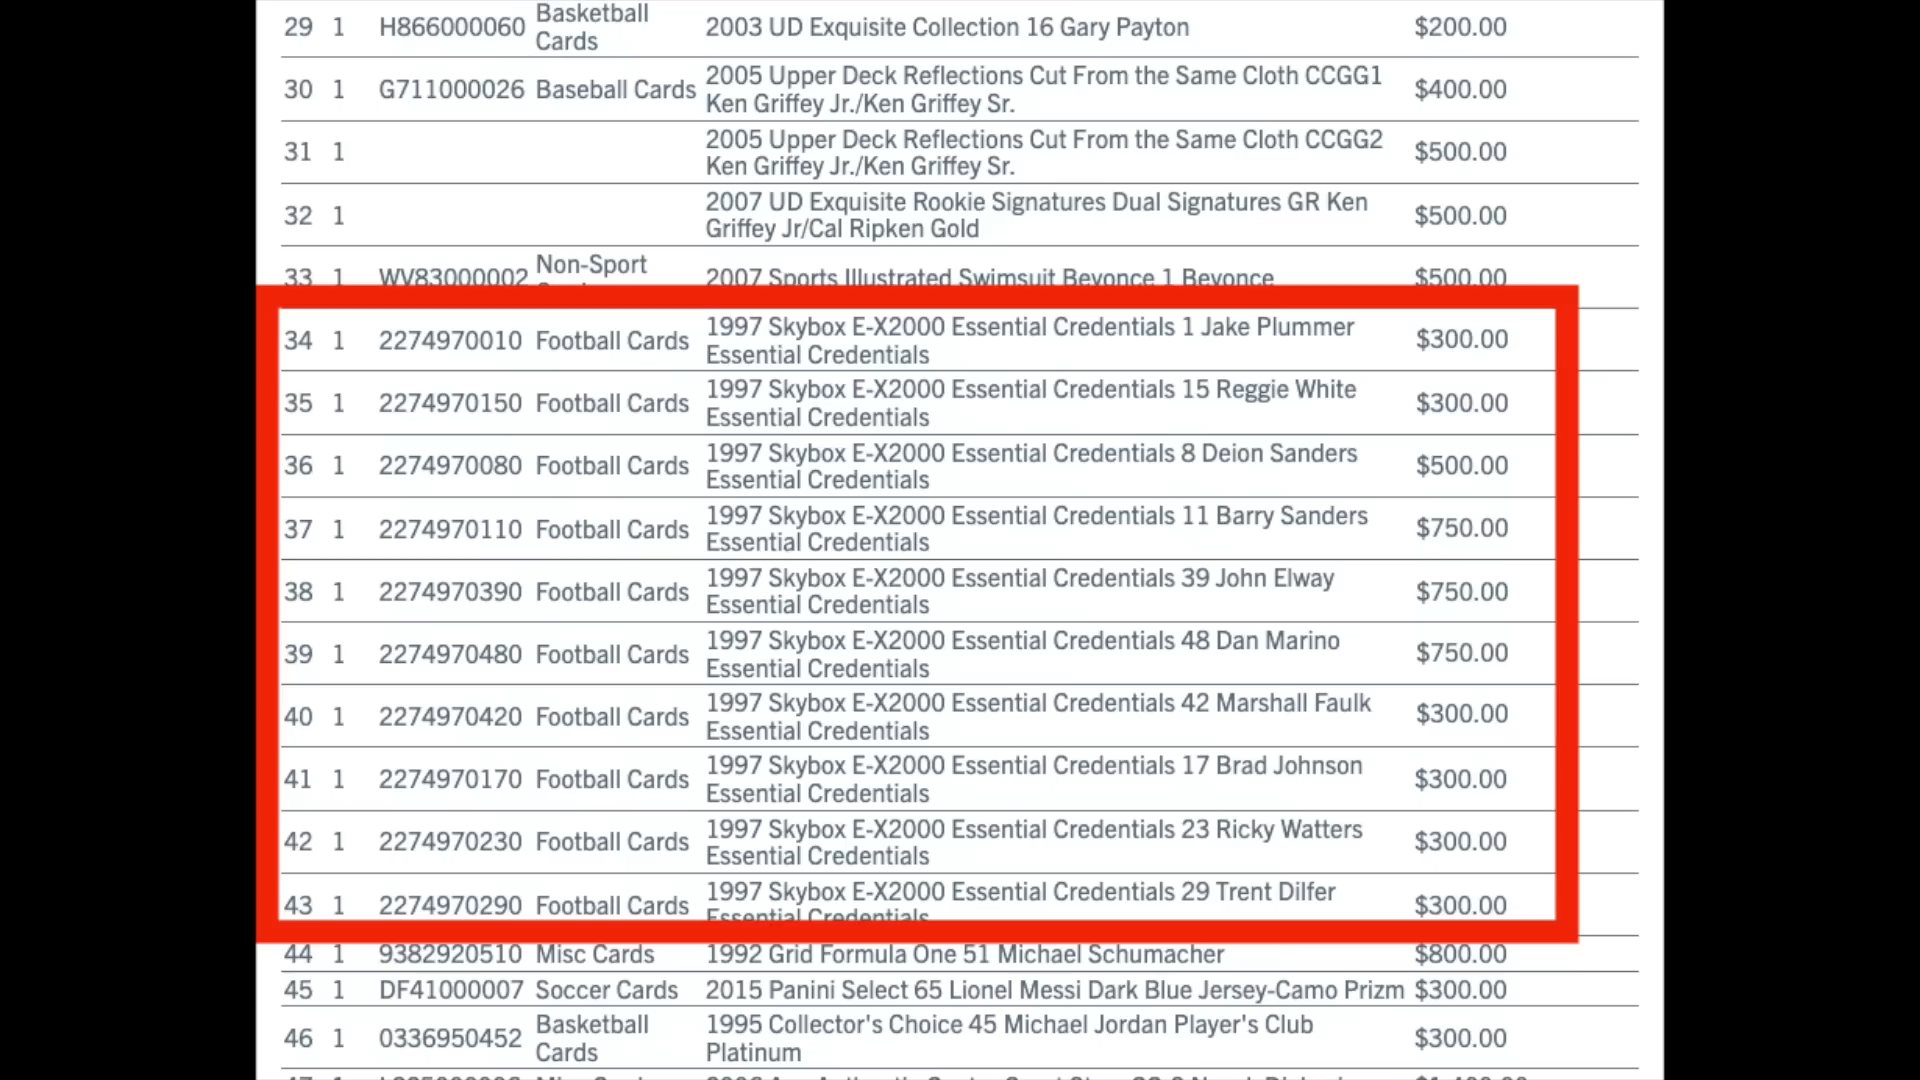 29 1 H866000060 Basketball Cards 2003 UD Exquisite Collection 16 Gary Payton $200.00
30 1 G711000026 Baseball Cards 2005 Upper Deck Reflections Cut From the Same Cloth CCGG1 Ken Griffey Jr./Ken Griffey Sr. $400.00
31 1 2005 Upper Deck Reflections Cut From the Same Cloth CCGG2 Ken Griffey Jr./Ken Griffey Sr. $500.00
32 1 2007 UD Exquisite Rookie Signatures Dual Signatures GR Ken Griffey Jr/Cal Ripken Gold $500.00
33 1 WV83000002 Non-Sport 2007 Sports Illustrated Swimsuit Beyonce 1 Beyonce $500.00
34 1 2274970010 Football Cards 1997 Skybox E-X2000 Essential Credentials 1 Jake Plummer Essential Credentials $300.00
35 1 2274970150 Football Cards 1997 Skybox E-X2000 Essential Credentials 15 Reggie White Essential Credentials $300.00
36 1 2274970080 Football Cards 1997 Skybox E-X2000 Essential Credentials 8 Deion Sanders Essential Credentials $500.00
37 1 2274970110 Football Cards 1997 Skybox E-X2000 Essential Credentials 11 Barry Sanders Essential Credentials $750.00
38 1 2274970390 Football Cards 1997 Skybox E-X2000 Essential Credentials 39 John Elway Essential Credentials $750.00
39 1 2274970480 Football Cards 1997 Skybox E-X2000 Essential Credentials 48 Dan Marino Essential Credentials $750.00
40 1 2274970420 Football Cards 1997 Skybox E-X2000 Essential Credentials 42 Marshall Faulk Essential Credentials $300.00
41 1 2274970170 Football Cards 1997 Skybox E-X2000 Essential Credentials 17 Brad Johnson Essential Credentials $300.00
42 1 2274970230 Football Cards 1997 Skybox E-X2000 Essential Credentials 23 Ricky Watters Essential Credentials $300.00
43 1 2274970290 Football Cards 1997 Skybox E-X2000 Essential Credentials 29 Trent Dilfer Essential Credentials $300.00
44 1 9382920510 Misc Cards 1992 Grid Formula One 51 Michael Schumacher $800.00
45 1 DF41000007 Soccer Cards 2015 Panini Select 65 Lionel Messi Dark Blue Jersey-Camo Prizm $300.00
46 1 0336950452 Basketball Cards 1995 Collector's Choice 45 Michael Jordan Player's Club Platinum $300.00